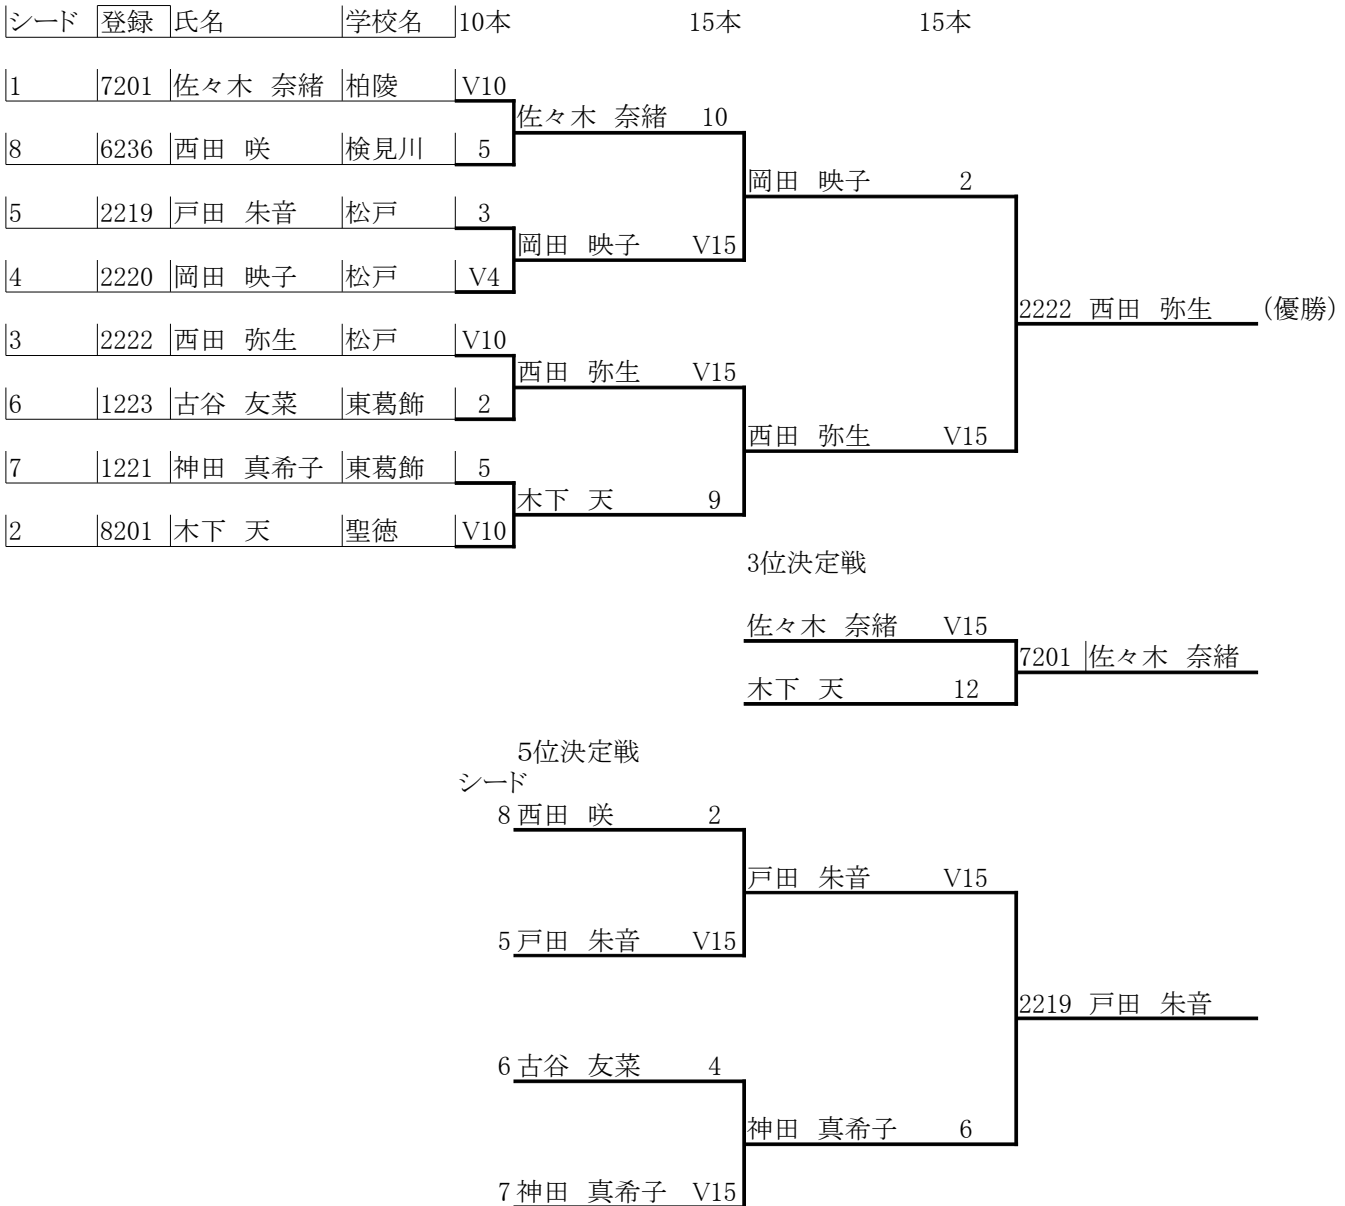 シード 登録 氏名 学校名 10本 15本 15本
1 7201 佐々木 奈緒 柏陵 V10
佐々木 奈緒 10
8 6236 西田 咲 検見川 5
岡田 映子 2
5 2219 戸田 朱音 松戸 3
岡田 映子 V15
4 2220 岡田 映子 松戸 V4
2222 西田 弥生 (優勝)
3 2222 西田 弥生 松戸 V10
西田 弥生 V15
6 1223 古谷 友菜 東葛飾 2
西田 弥生 V15
7 1221 神田 真希子 東葛飾 5
木下 天 9
2 8201 木下 天 聖徳 V10
3位決定戦
佐々木 奈緒 V15
7201 佐々木 奈緒
木下 天 12
5位決定戦
シード
8 西田 咲 2
戸田 朱音 V15
5 戸田 朱音 V15
2219 戸田 朱音
6 古谷 友菜 4
神田 真希子 6
7 神田 真希子 V15